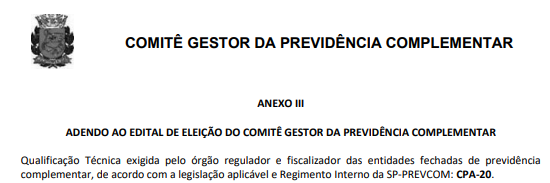 COMITÊ GESTOR DA PREVIDÊNCIA COMPLEMENTAR
ANEXO III
ADENDO AO EDITAL DE ELEIÇÃO DO COMITÊ GESTOR DA PREVIDÊNCIA COMPLEMENTAR
Qualificação Técnica exigida pelo órgão regulador e fiscalizador das entidades fechadas de previdência
complementar, de acordo com a legislação aplicável e Regimento Interno da SP-PREVCOM: CPA-20.